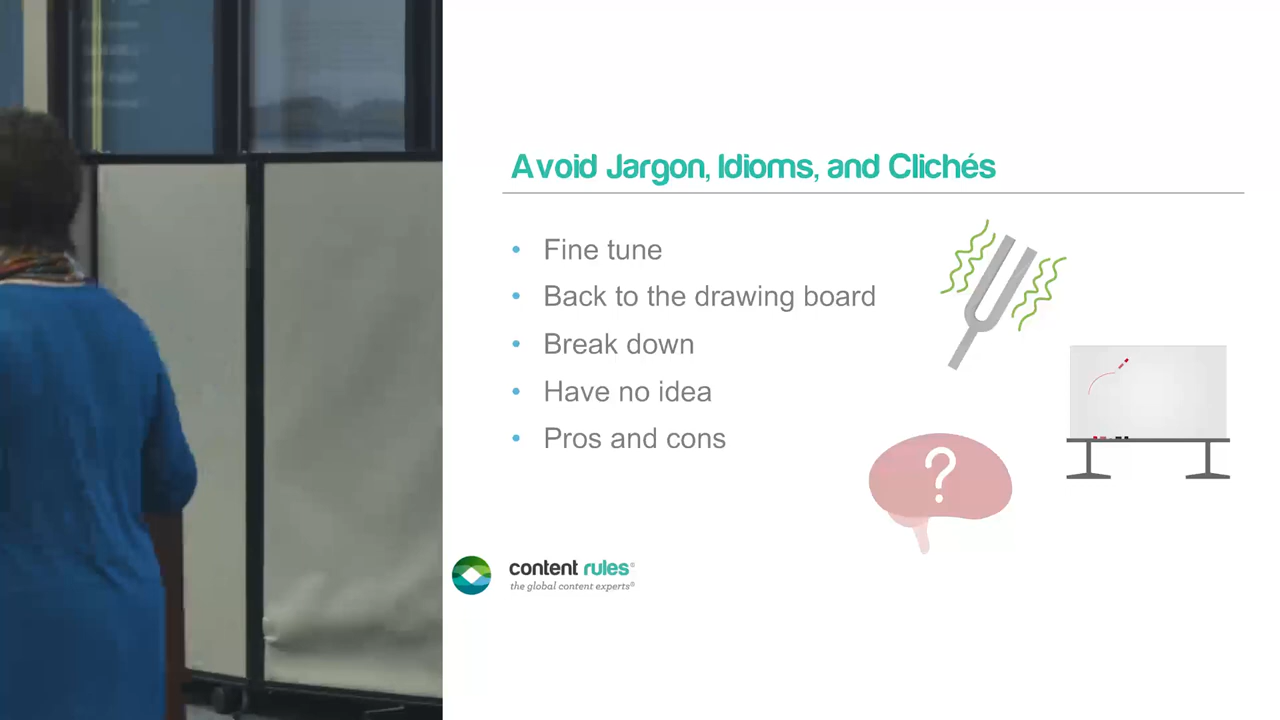 Avoid Jargon, Idioms, and Clichés
• Fine tune
• Back to the drawing board
• Break down
• Have no idea
• Pros and cons
?
content rules®
the global content experts®